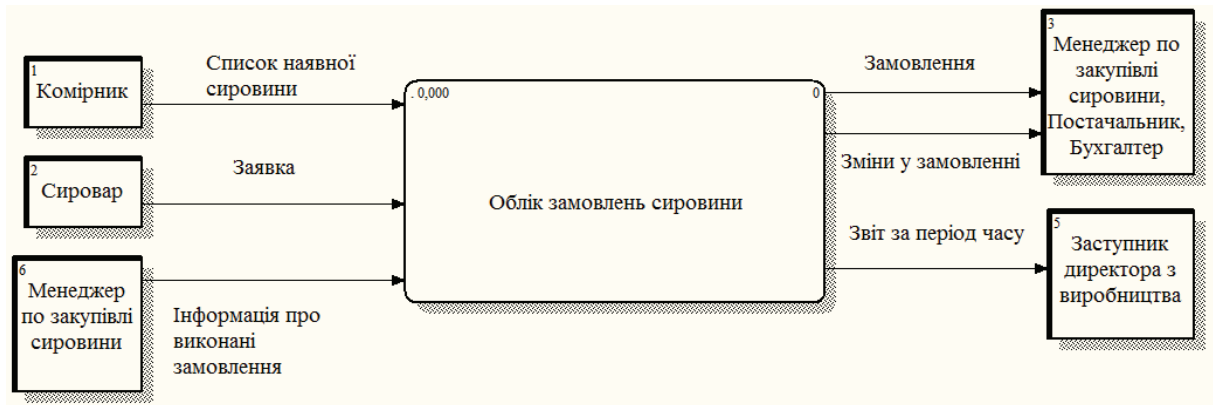 1
Комірник
Список наявної
сировини
2
Сировар
Заявка
6
Менеджер
по закупівлі
сировини
Інформація про
виконані
замовлення
. 0,000
0
Облік замовлень сировини
Замовлення
Зміни у замовленні
3
Менеджер по
закупівлі
сировини,
Постачальник,
Бухгалтер
Звіт за період часу
5
Заступник
директора з
виробництва